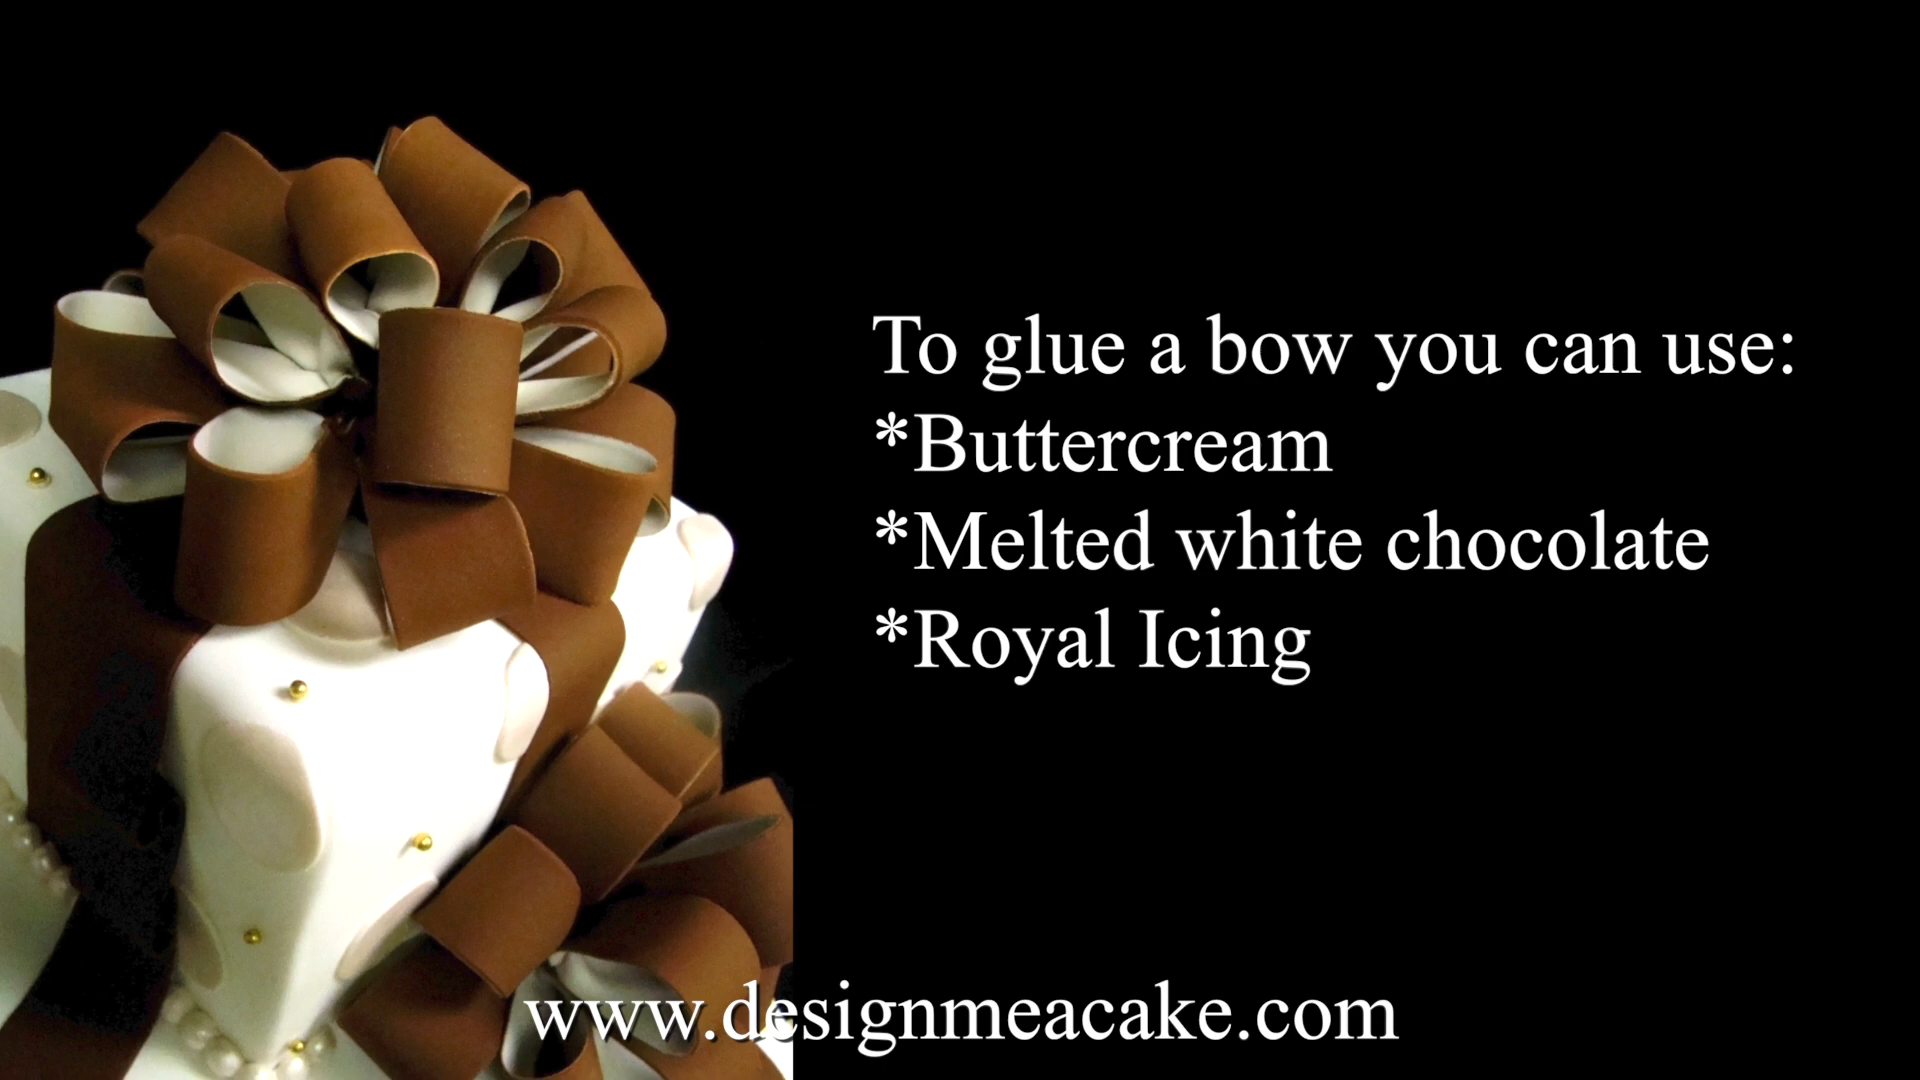 To glue a bow you can use:
*Buttercream
*Melted white chocolate
*Royal Icing
www.designmeacake.com